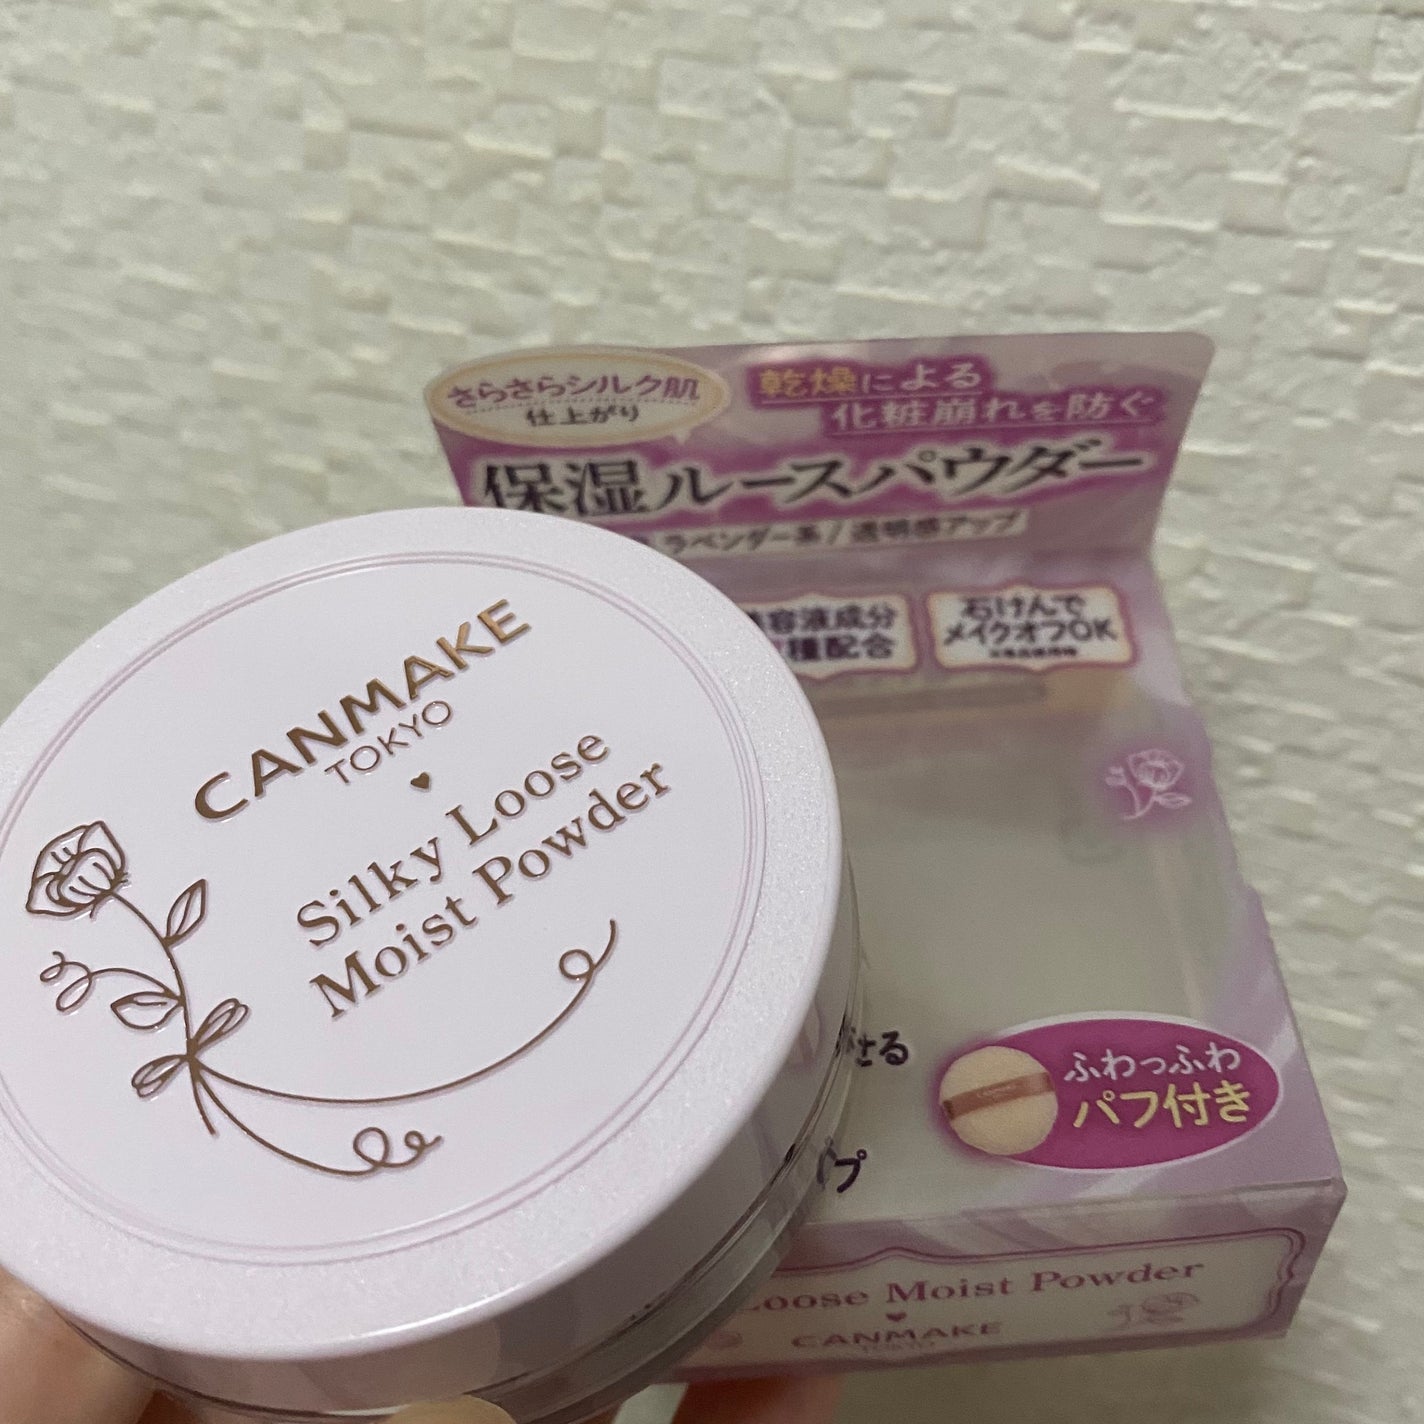 さらさらシルク肌
仕上がり
乾燥による
化粧崩れを防ぐ
保湿ルースパウダー
ラベンダー系/透明感アップ
容液成分
種配合
石けんで
メイクオフOK
CANMAKE
TOKYO
Silky Loose
Moist Powder
せる
ふわっふわ
パフ付き
プ
Loose Moist Powder
CANMAKE
TOKYO